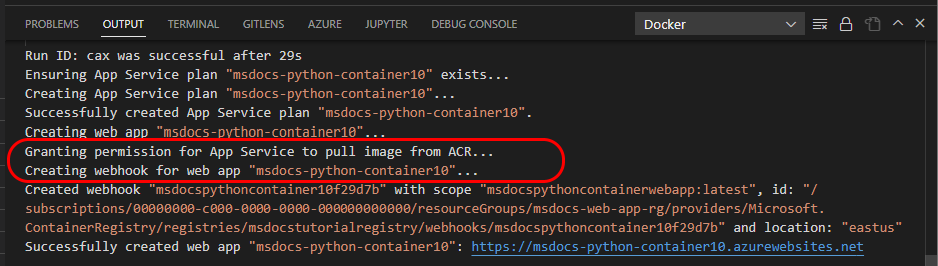 PROBLEMS OUTPUT TERMINAL GITLENS AZURE JUPYTER DEBUG CONSOLE Docker
Run ID: cax was successful after 29s
Ensuring App Service plan "msdocs-python-container10" exists...
Creating App Service plan "msdocs-python-container10"...
Successfully created App Service plan "msdocs-python-container10".
Creating web app "msdocs-python-container10"...
Granting permission for App Service to pull image from ACR...
Creating webhook for web app "msdocs-python-container10"...
Created webhook "msdocspythoncontainer10f29d7b" with scope "msdocspythoncontainerwebapp:latest", id: "/
subscriptions/00000000-c000-0000-0000-000000000000/resourceGroups/msdocs-web-app-rg/providers/Microsoft.
ContainerRegistry/registries/msdocstutorialregistry/webhooks/msdocspythoncontainer10f29d7b" and location: "eastus"
Successfully created web app "msdocs-python-container10": https://msdocs-python-container10.azurewebsites.net